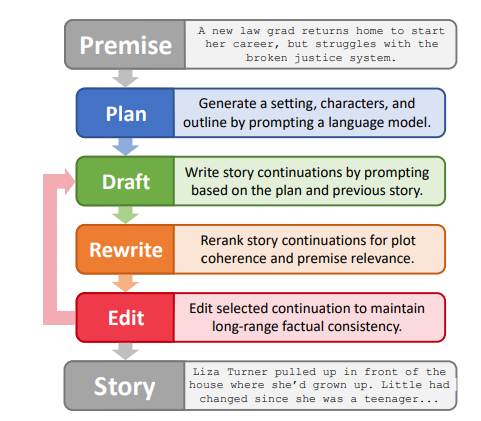 Premise
A new law grad returns home to start
her career, but struggles with the
broken justice system.
Plan
Generate a setting, characters, and
outline by prompting a language model.
Draft
Write story continuations by prompting
based on the plan and previous story.
Rewrite
Rerank story continuations for plot
coherence and premise relevance.
Edit
Edit selected continuation to maintain
long-range factual consistency.
Story
Liza Turner pulled up in front of the
house where she’d grown up. Little had
changed since she was a teenager...